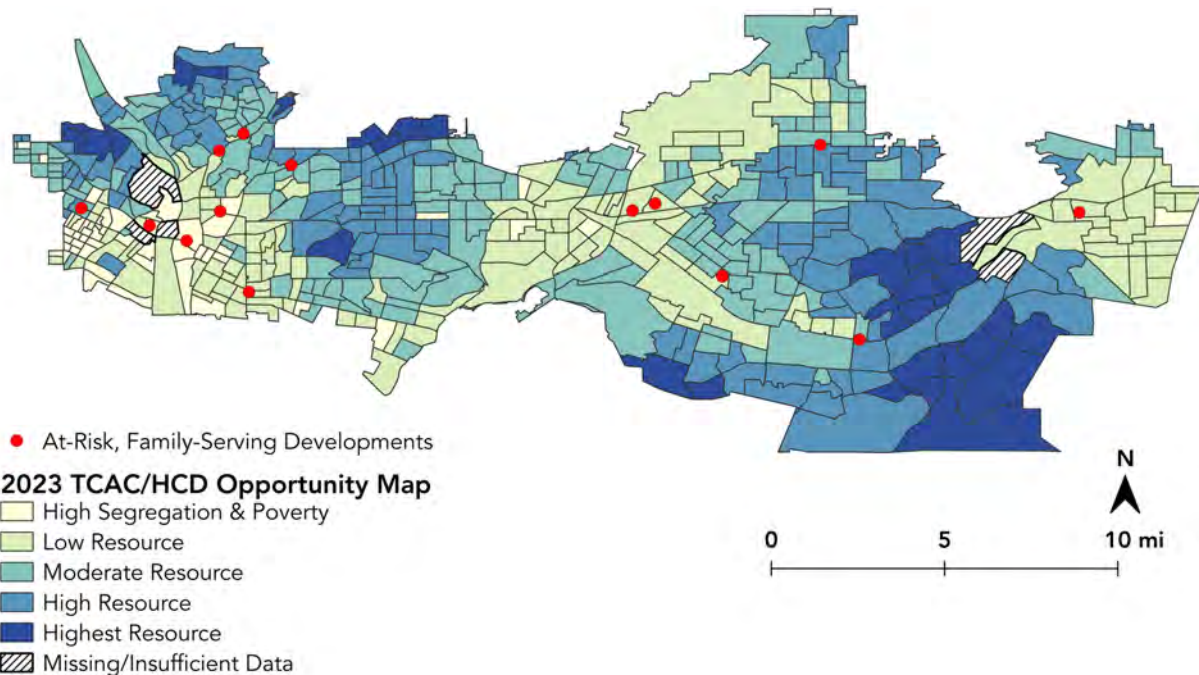 At-Risk, Family-Serving Developments
2023 TCAC/HCD Opportunity Map
High Segregation & Poverty
Low Resource
Moderate Resource
High Resource
Highest Resource
Missing/Insufficient Data
N
0 5 10 mi